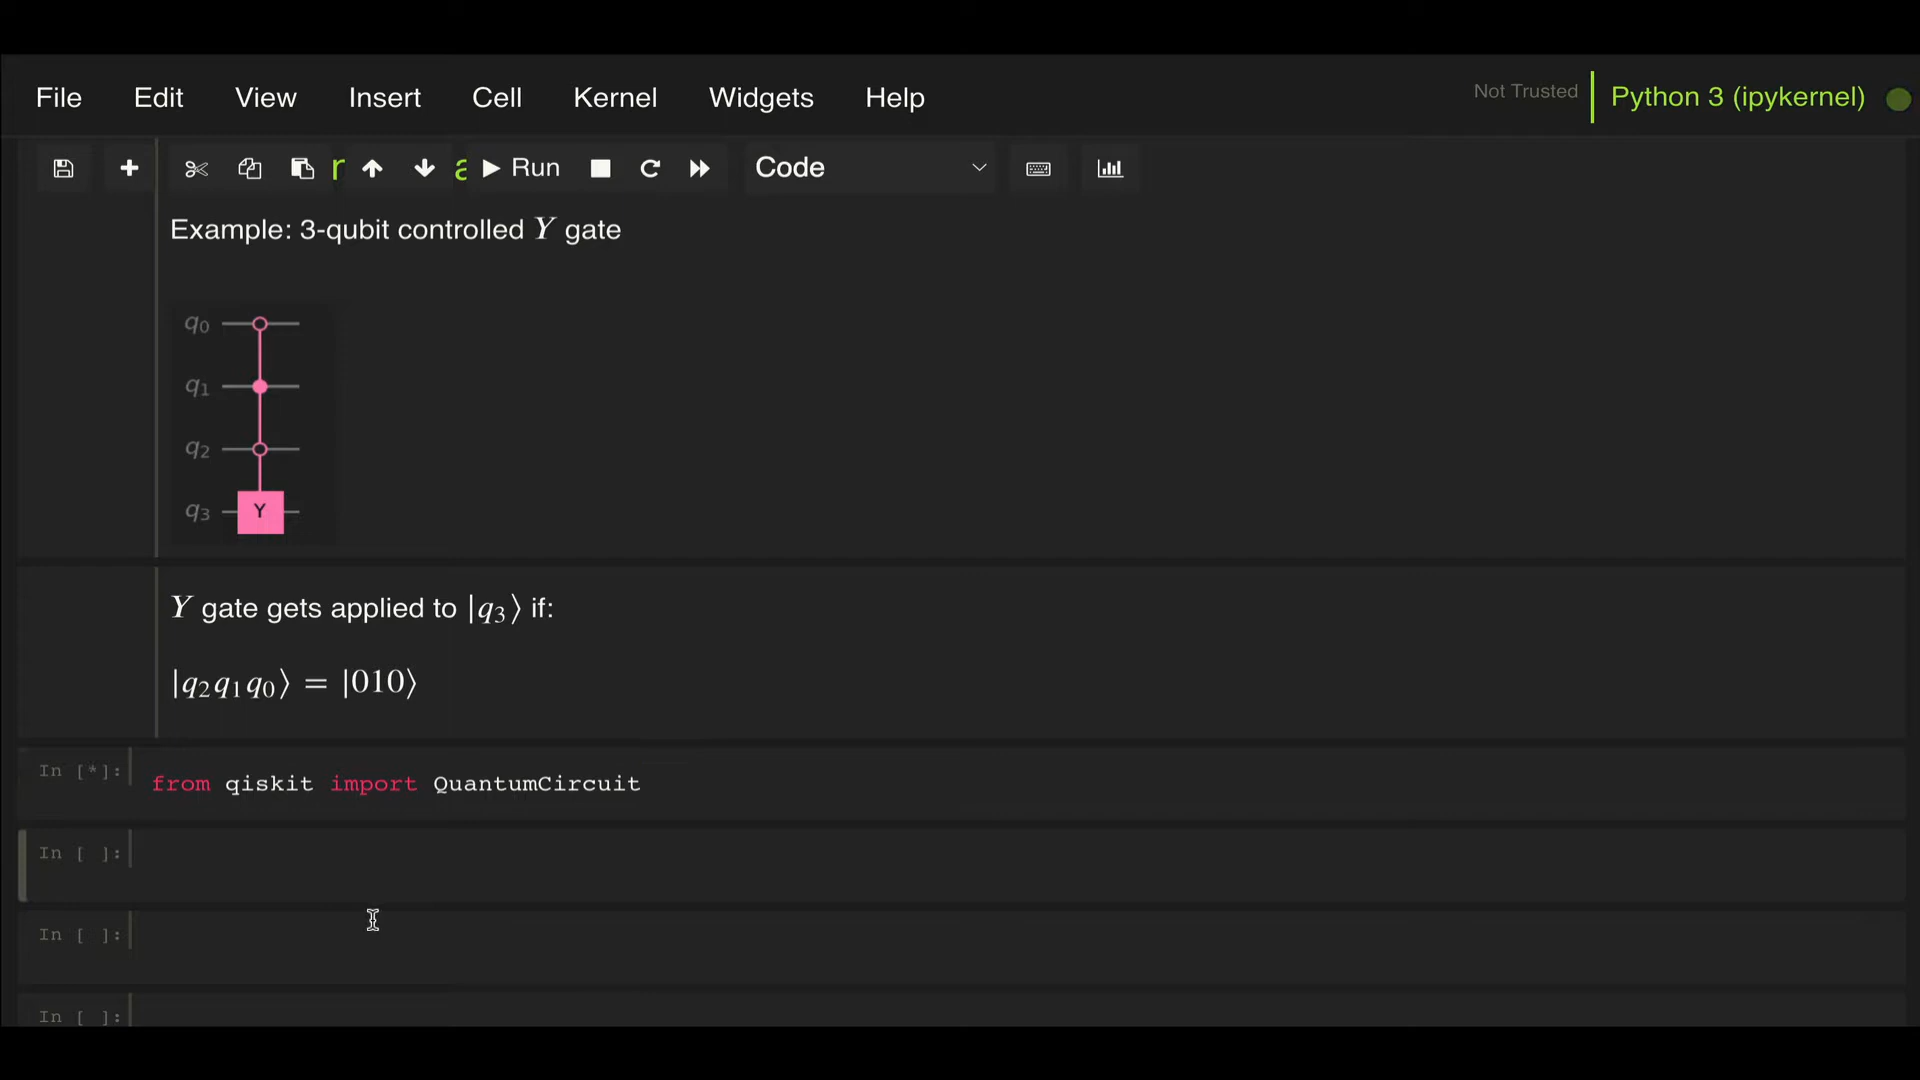 File Edit View Insert Cell Kernel Widgets Help Not Trusted Python 3 (ipykernel)
r a Run Code
Example: 3-qubit controlled Y gate
q0
q1
q2
q3 Y
Y gate gets applied to |q3⟩ if:
|q2q1q0⟩ = |010⟩
In [*]: from qiskit import QuantumCircuit
In [ ]:
In [ ]:
In [ ]: